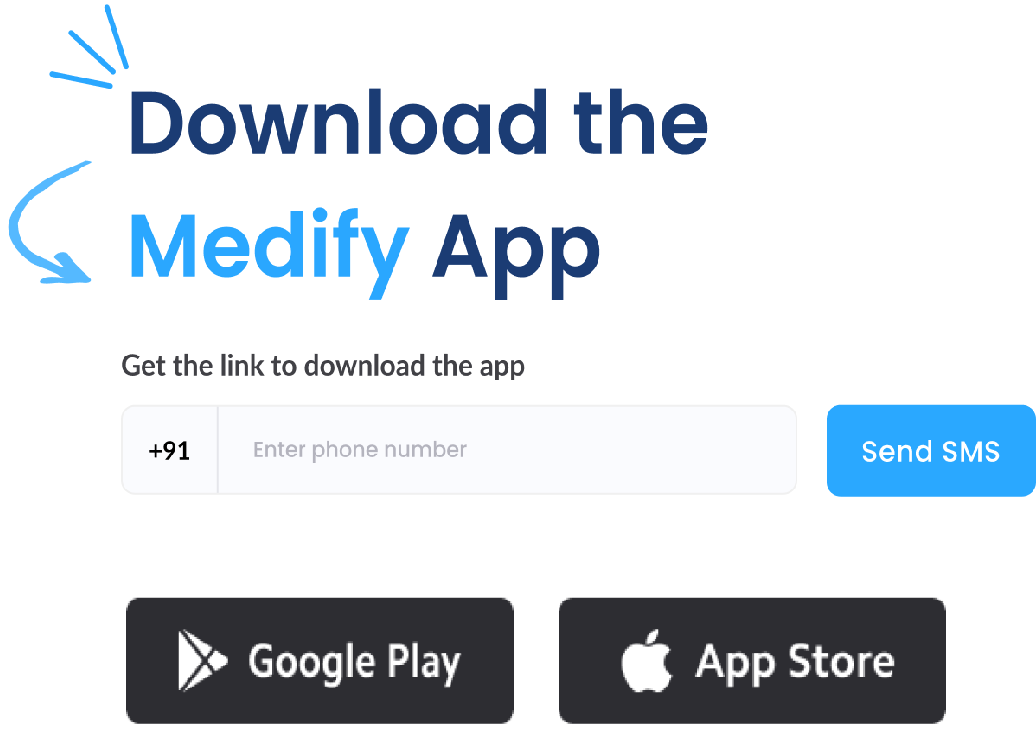 Download the
Medify App
Get the link to download the app
+91 Enter phone number Send SMS
Google Play App Store